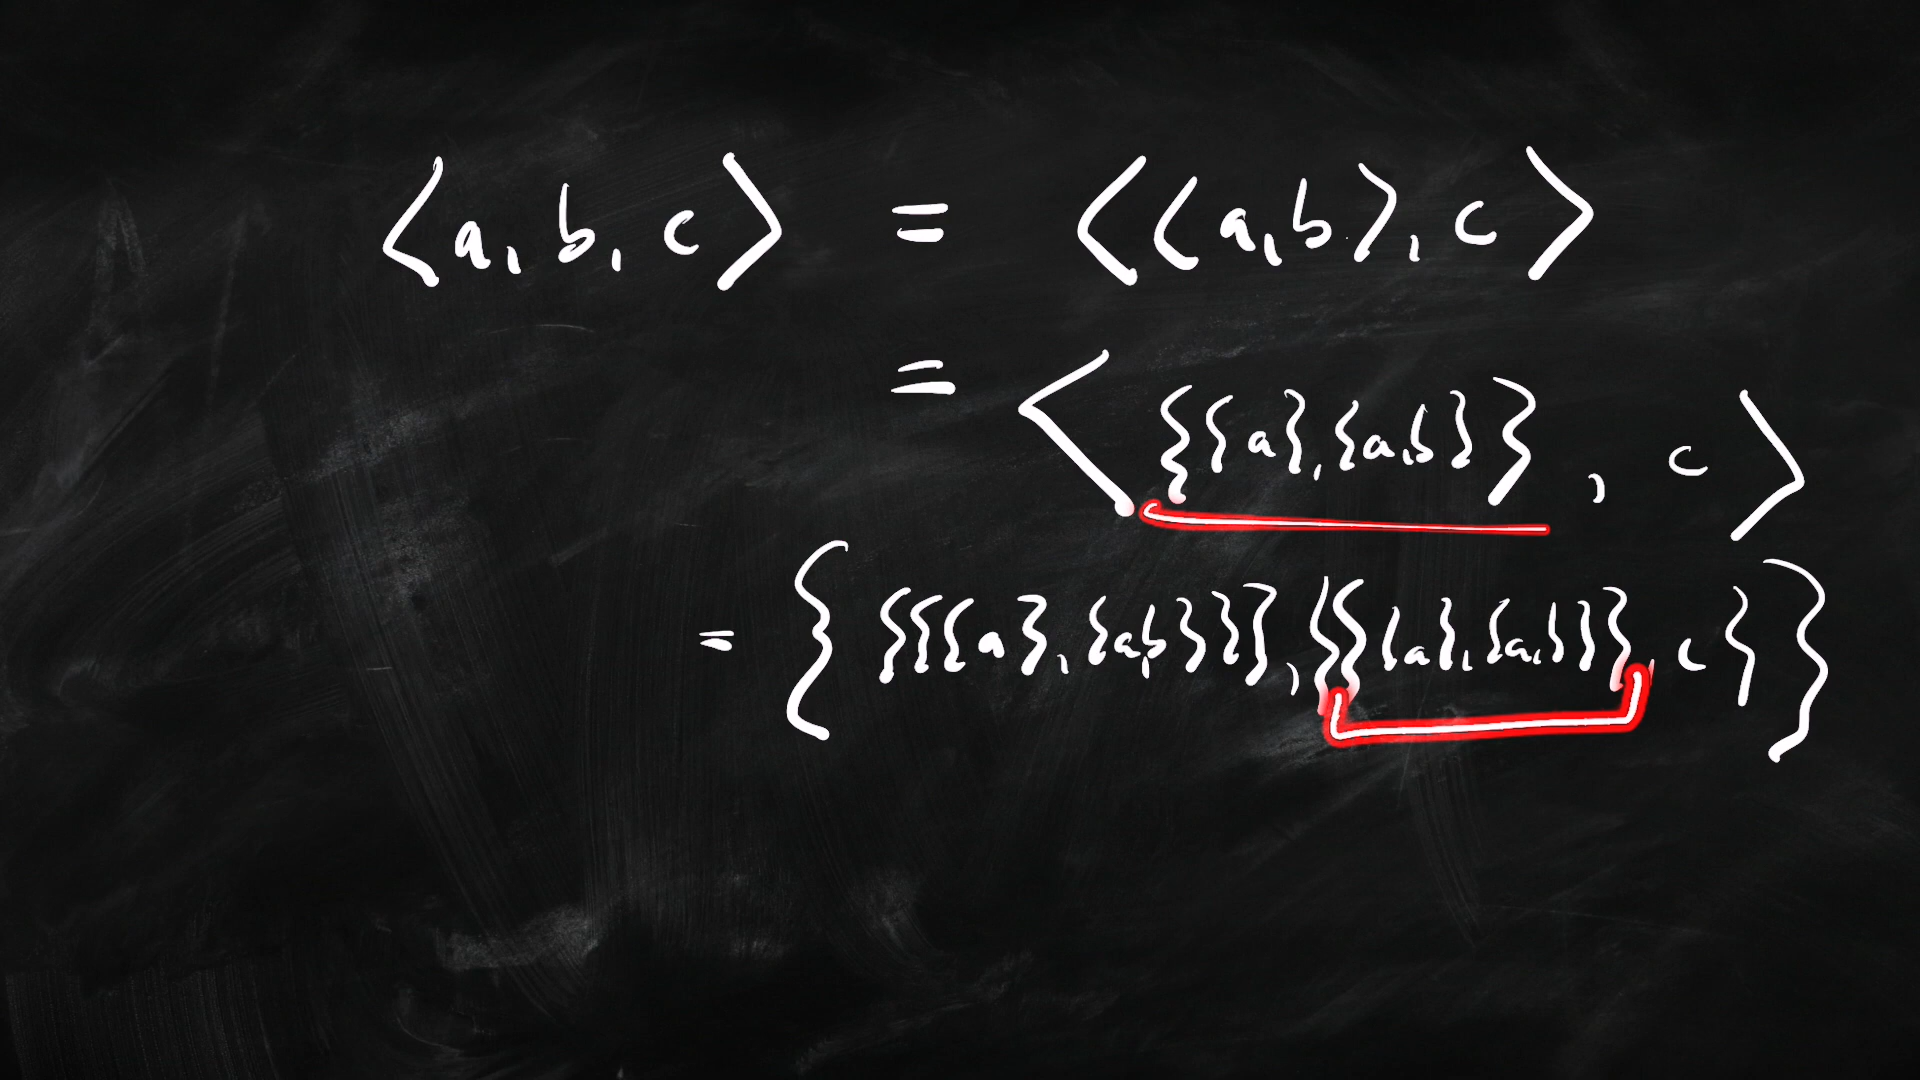 ⟨a, b, c⟩ = ⟨⟨a, b⟩, c⟩
= ⟨{{a}, {a,b}}, c⟩
= {{{{a}, {a,b}}}, {{{a}, {a,b}}, c}}